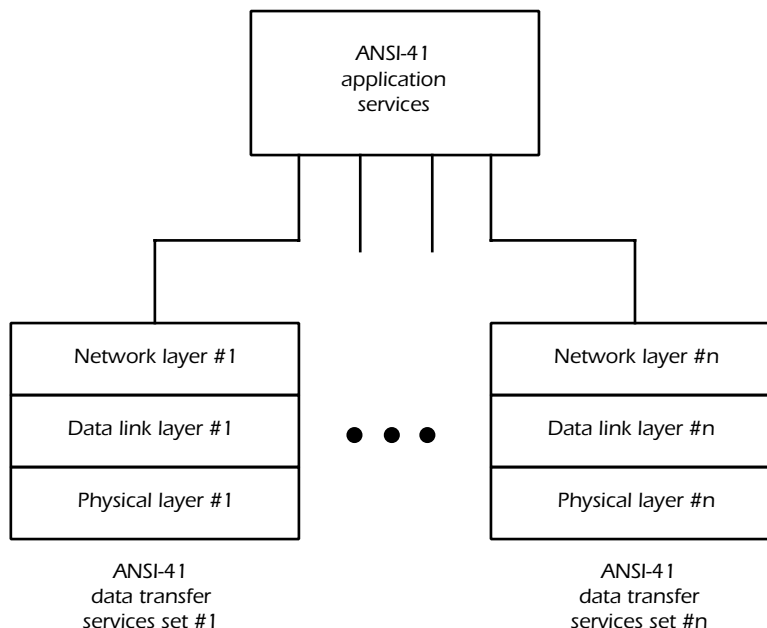 ANSI-41
application
services
Network layer #1
Data link layer #1
Physical layer #1
ANSI-41
data transfer
services set #1
Network layer #n
Data link layer #n
Physical layer #n
ANSI-41
data transfer
services set #n